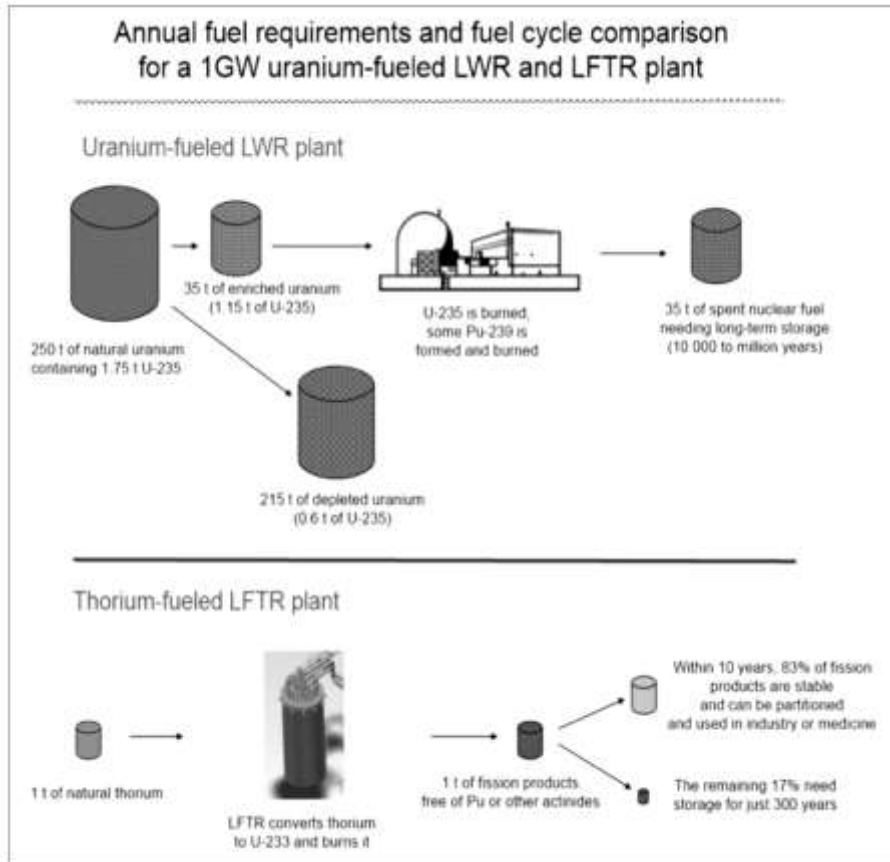 Annual fuel requirements and fuel cycle comparison
for a 1GW uranium-fueled LWR and LFTR plant
Uranium-fueled LWR plant
250 t of natural uranium
containing 1.75 t U-235
35 t of enriched uranium
(1.15 t of U-235)
215 t of depleted uranium
(0.6 t of U-235)
U-235 is burned,
some Pu-239 is
formed and burned
35 t of spent nuclear fuel
needing long-term storage
(10 000 to million years)
Thorium-fueled LFTR plant
1 t of natural thorium
LFTR converts thorium
to U-233 and burns it
1 t of fission products
free of Pu or other actinides
Within 10 years, 83% of fission
products are stable
and can be partitioned
and used in industry or medicine
The remaining 17% need
storage for just 300 years